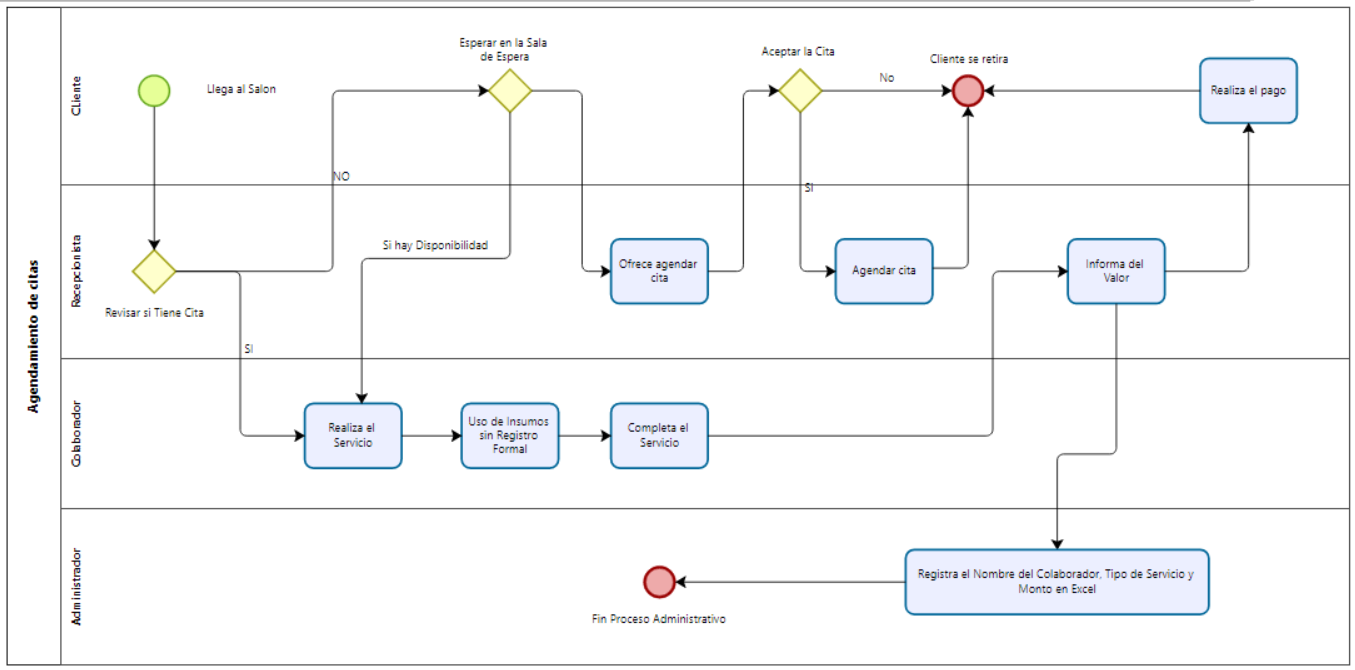 Agendamiento de citas
CLiente
Llega al Salon
Esperar en la Sala
de Espera
Aceptar la Cita
No
Cliente se retira
Realiza el pago
NO
SI
Recepcionista
Revisar si Tiene Cita
Si hay Disponibilidad
Ofrece agendar
cita
Agendar cita
Informa del
Valor
SI
Colaborador
Realiza el
Servicio
Uso de Insumos
sin Registro
Formal
Completa el
Servicio
Administrador
Fin Proceso Administrativo
Registra el Nombre del Colaborador, Tipo de Servicio y
Monto en Excel